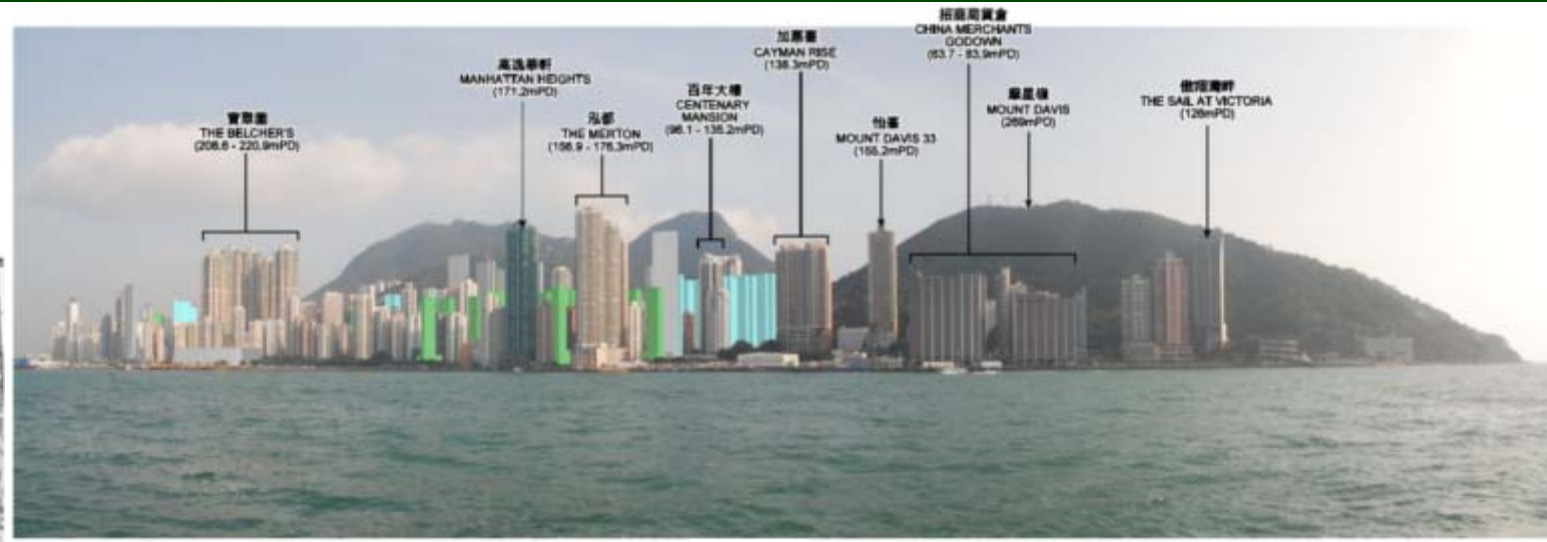 寶翠園
THE BELCHER'S
(208.6 - 220.9mPD)
高逸華軒
MANHATTAN HEIGHTS
(171.2mPD)
泓都
THE MERTON
(156.9 - 176.3mPD)
百年大樓
CENTENARY
MANSION
(96.1 - 135.2mPD)
加惠臺
CAYMAN RISE
(138.3mPD)
怡峯
MOUNT DAVIS 33
(155.2mPD)
招商局貨倉
CHINA MERCHANTS
GODOWN
(63.7 - 83.9mPD)
摩星嶺
MOUNT DAVIS
(269mPD)
傲翔灣畔
THE SAIL AT VICTORIA
(126mPD)